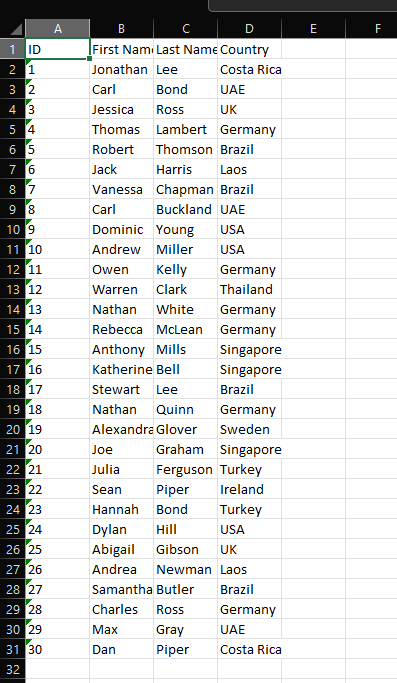 A B C D E F
1 ID First Name Last Name Country
2 1 Jonathan Lee Costa Rica
3 2 Carl Bond UAE
4 3 Jessica Ross UK
5 4 Thomas Lambert Germany
6 5 Robert Thomson Brazil
7 6 Jack Harris Laos
8 7 Vanessa Chapman Brazil
9 8 Carl Buckland UAE
10 9 Dominic Young USA
11 10 Andrew Miller USA
12 11 Owen Kelly Germany
13 12 Warren Clark Thailand
14 13 Nathan White Germany
15 14 Rebecca McLean Germany
16 15 Anthony Mills Singapore
17 16 Katherine Bell Singapore
18 17 Stewart Lee Brazil
19 18 Nathan Quinn Germany
20 19 Alexandra Glover Sweden
21 20 Joe Graham Singapore
22 21 Julia Ferguson Turkey
23 22 Sean Piper Ireland
24 23 Hannah Bond Turkey
25 24 Dylan Hill USA
26 25 Abigail Gibson UK
27 26 Andrea Newman Laos
28 27 Samantha Butler Brazil
29 28 Charles Ross Germany
30 29 Max Gray UAE
31 30 Dan Piper Costa Rica
32